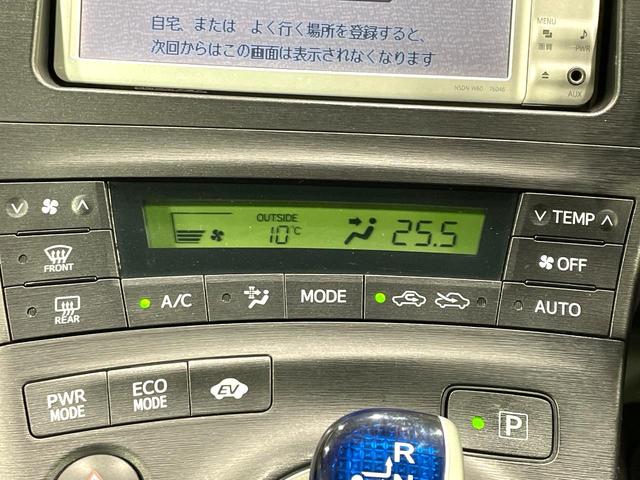 自宅、または よく行く場所を登録すると、
次回からはこの画面は表示されなくなります
MENU
画質
PWR
AUX
NSDN-W60 76046
OUTSIDE
10℃
25.5
TEMP
FRONT
OFF
REAR
A/C
MODE
AUTO
PWR
MODE
ECO
MODE
EV
P
R
N